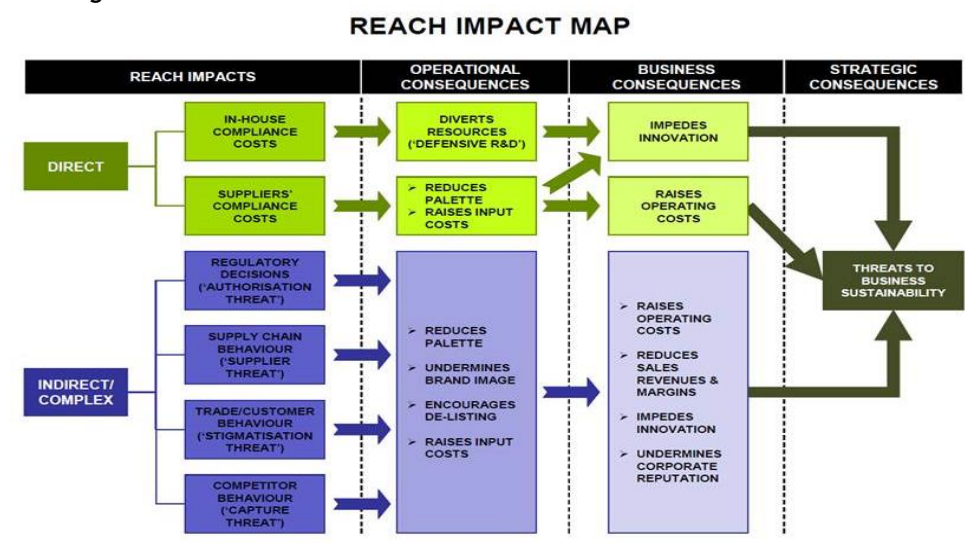 REACH IMPACT MAP
REACH IMPACTS
OPERATIONAL
CONSEQUENCES
BUSINESS
CONSEQUENCES
STRATEGIC
CONSEQUENCES
DIRECT
IN-HOUSE
COMPLIANCE
COSTS
DIVERTS
RESOURCES
('DEFENSIVE R&D')
IMPEDES
INNOVATION
SUPPLIERS'
COMPLIANCE
COSTS
➢ REDUCES
PALETTE
➢ RAISES INPUT
COSTS
RAISES
OPERATING
COSTS
THREATS TO
BUSINESS
SUSTAINABILITY
INDIRECT/
COMPLEX
REGULATORY
DECISIONS
('AUTHORISATION
THREAT')
SUPPLY CHAIN
BEHAVIOUR
('SUPPLIER
THREAT')
TRADE/CUSTOMER
BEHAVIOUR
('STIGMATISATION
THREAT')
COMPETITOR
BEHAVIOUR
('CAPTURE
THREAT')
➢ REDUCES
PALETTE
➢ UNDERMINES
BRAND IMAGE
➢ ENCOURAGES
DE-LISTING
➢ RAISES INPUT
COSTS
➢ RAISES
OPERATING
COSTS
➢ REDUCES
SALES
REVENUES &
MARGINS
➢ IMPEDES
INNOVATION
➢ UNDERMINES
CORPORATE
REPUTATION